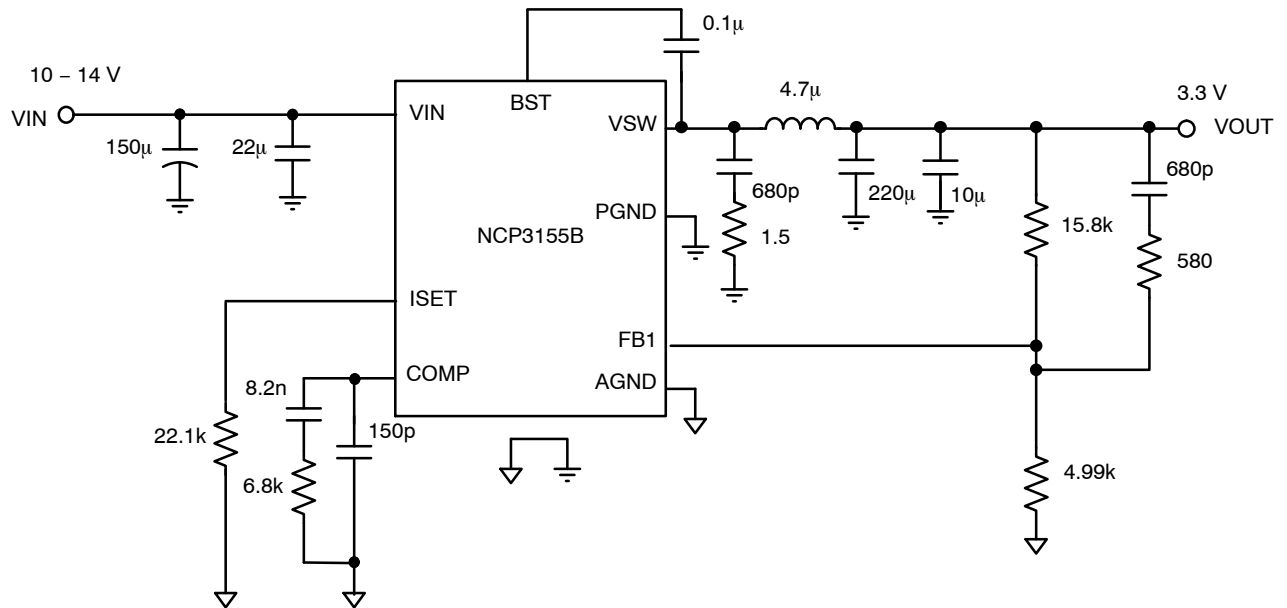 0.1μ
10 – 14 V
VIN
150μ
22μ
VIN
BST
VSW
4.7μ
3.3 V
VOUT
680p
1.5
220μ
10μ
15.8k
680p
580
PGND
NCP3155B
ISET
FB1
COMP
AGND
8.2n
150p
22.1k
6.8k
4.99k